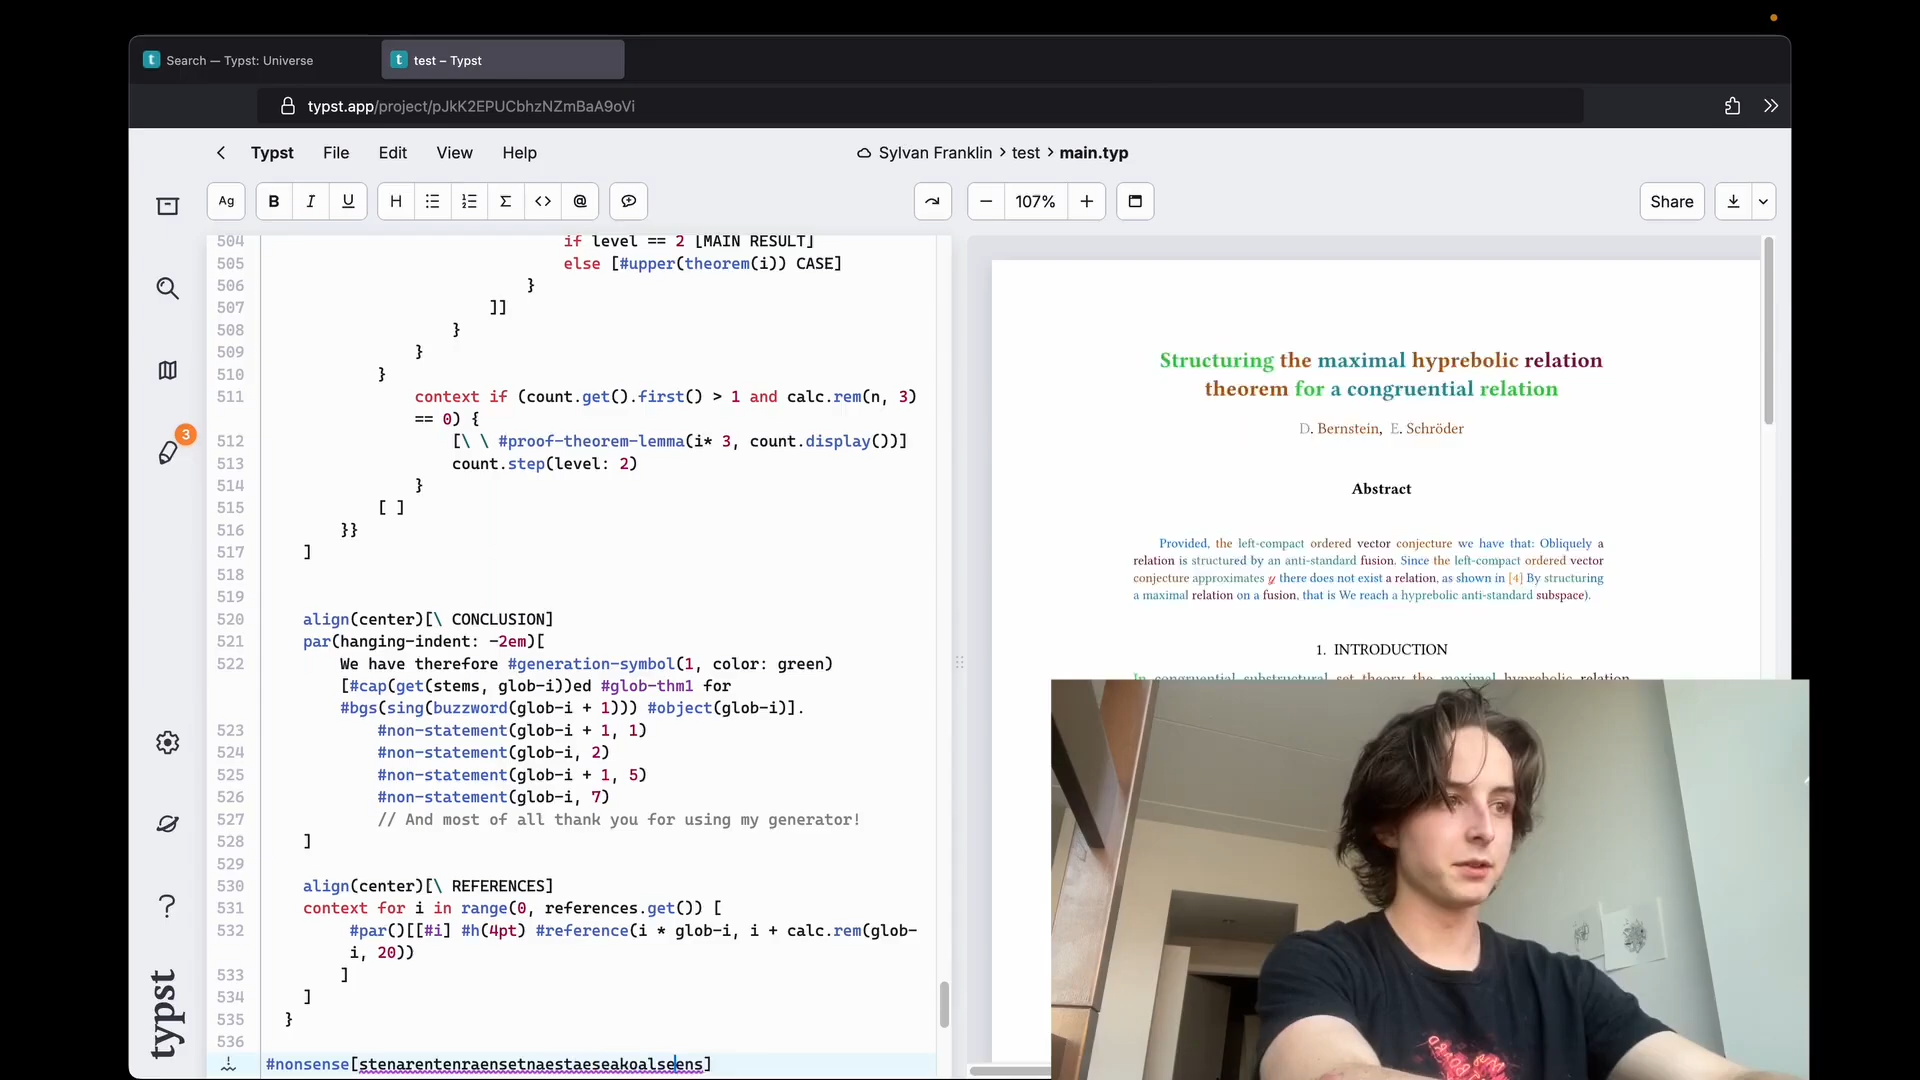 Search — Typst: Universe
test – Typst
typst.app/project/pJkK2EPUCbhzNZmBaA9oVi
Typst File Edit View Help
Sylvan Franklin > test > main.typ
Ag B I U H Σ <> @
107%
Share
3
typst
504 if level == 2 [MAIN RESULT]
505 else [#upper(theorem(i)) CASE]
506 }
507 ]]
508 }
509 }
510 }
511 context if (count.get().first() > 1 and calc.rem(n, 3)
== 0) {
512 [\ \ #proof-theorem-lemma(i* 3, count.display())]
513 count.step(level: 2)
514 }
515 [ ]
516 }}
517 ]
518
519
520 align(center)[\ CONCLUSION]
521 par(hanging-indent: -2em)[
522 We have therefore #generation-symbol(1, color: green)
[#cap(get(stems, glob-i))ed #glob-thm1 for
#bgs(sing(buzzword(glob-i + 1))) #object(glob-i)].
523 #non-statement(glob-i + 1, 1)
524 #non-statement(glob-i, 2)
525 #non-statement(glob-i + 1, 5)
526 #non-statement(glob-i, 7)
527 // And most of all thank you for using my generator!
528 ]
529
530 align(center)[\ REFERENCES]
531 context for i in range(0, references.get()) [
532 #par()[[#i] #h(4pt) #reference(i * glob-i, i + calc.rem(glob-
i, 20))
533 ]
534 ]
535 }
536
#nonsense[stenarentenraensetnaestaeseakoalseens]
Structuring the maximal hyprebolic relation
theorem for a congruential relation
D. Bernstein, E. Schröder
Abstract
Provided, the left-compact ordered vector conjecture we have that: Obliquely a
relation is structured by an anti-standard fusion. Since the left-compact ordered vector
conjecture approximates y there does not exist a relation, as shown in [4] By structuring
a maximal relation on a fusion, that is We reach a hyprebolic anti-standard subspace).
1. INTRODUCTION
In congruential substructural set theory the maximal hyprebolic relation